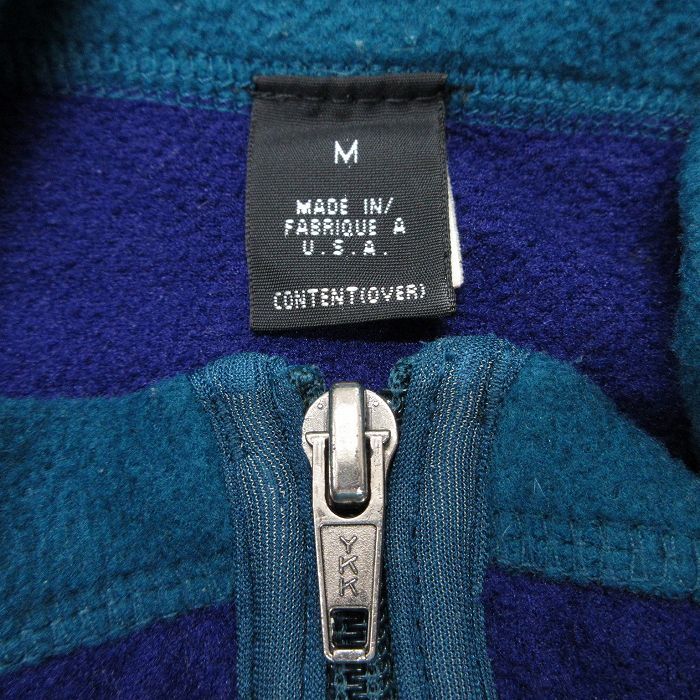 M
MADE IN/
FABRIQUE A
U.S.A.
CONTENT(OVER)
YKK